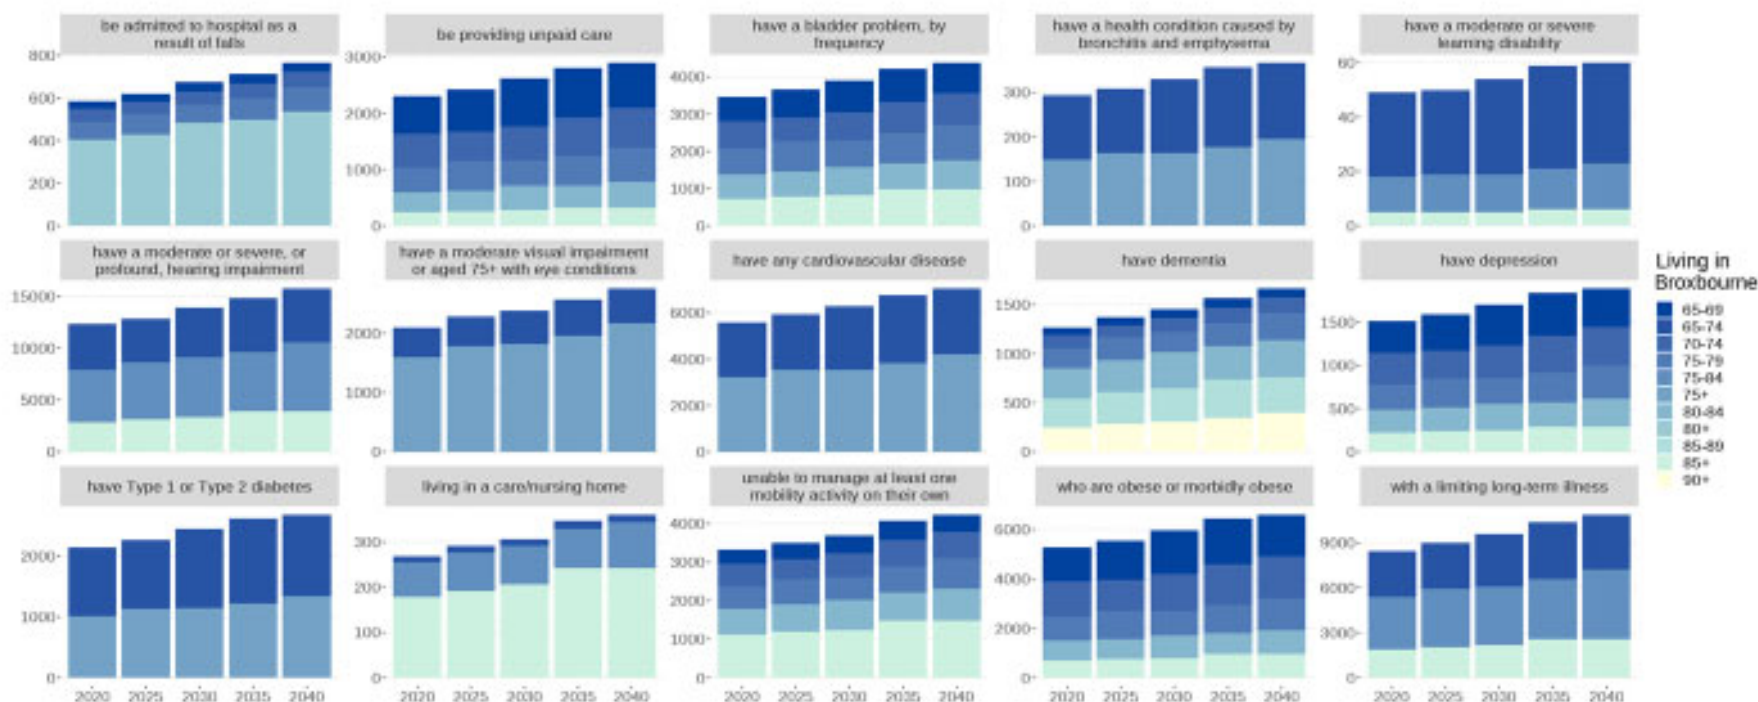 be admitted to hospital as a
result of falls
be providing unpaid care
have a bladder problem, by
frequency
have a health condition caused by
bronchitis and emphysema
have a moderate or severe
learning disability
800
600
400
200
0
3000
2000
1000
0
4000
3000
2000
1000
0
300
200
100
0
60
40
20
0
have a moderate or severe, or
profound, hearing impairment
have a moderate visual impairment
or aged 75+ with eye conditions
have any cardiovascular disease
have dementia
have depression
15000
10000
5000
0
2000
1000
0
6000
4000
2000
0
1500
1000
500
0
1500
1000
500
0
Living in
Broxbourne
65-69
65-74
70-74
75-79
75-84
75+
80-84
80+
85-89
85+
90+
have Type 1 or Type 2 diabetes
living in a care/nursing home
unable to manage at least one
mobility activity on their own
who are obese or morbidly obese
with a limiting long-term illness
2000
1000
0
300
200
100
0
4000
3000
2000
1000
0
6000
4000
2000
0
9000
6000
3000
0
2020 2025 2030 2035 2040
2020 2025 2030 2035 2040
2020 2025 2030 2035 2040
2020 2025 2030 2035 2040
2020 2025 2030 2035 2040